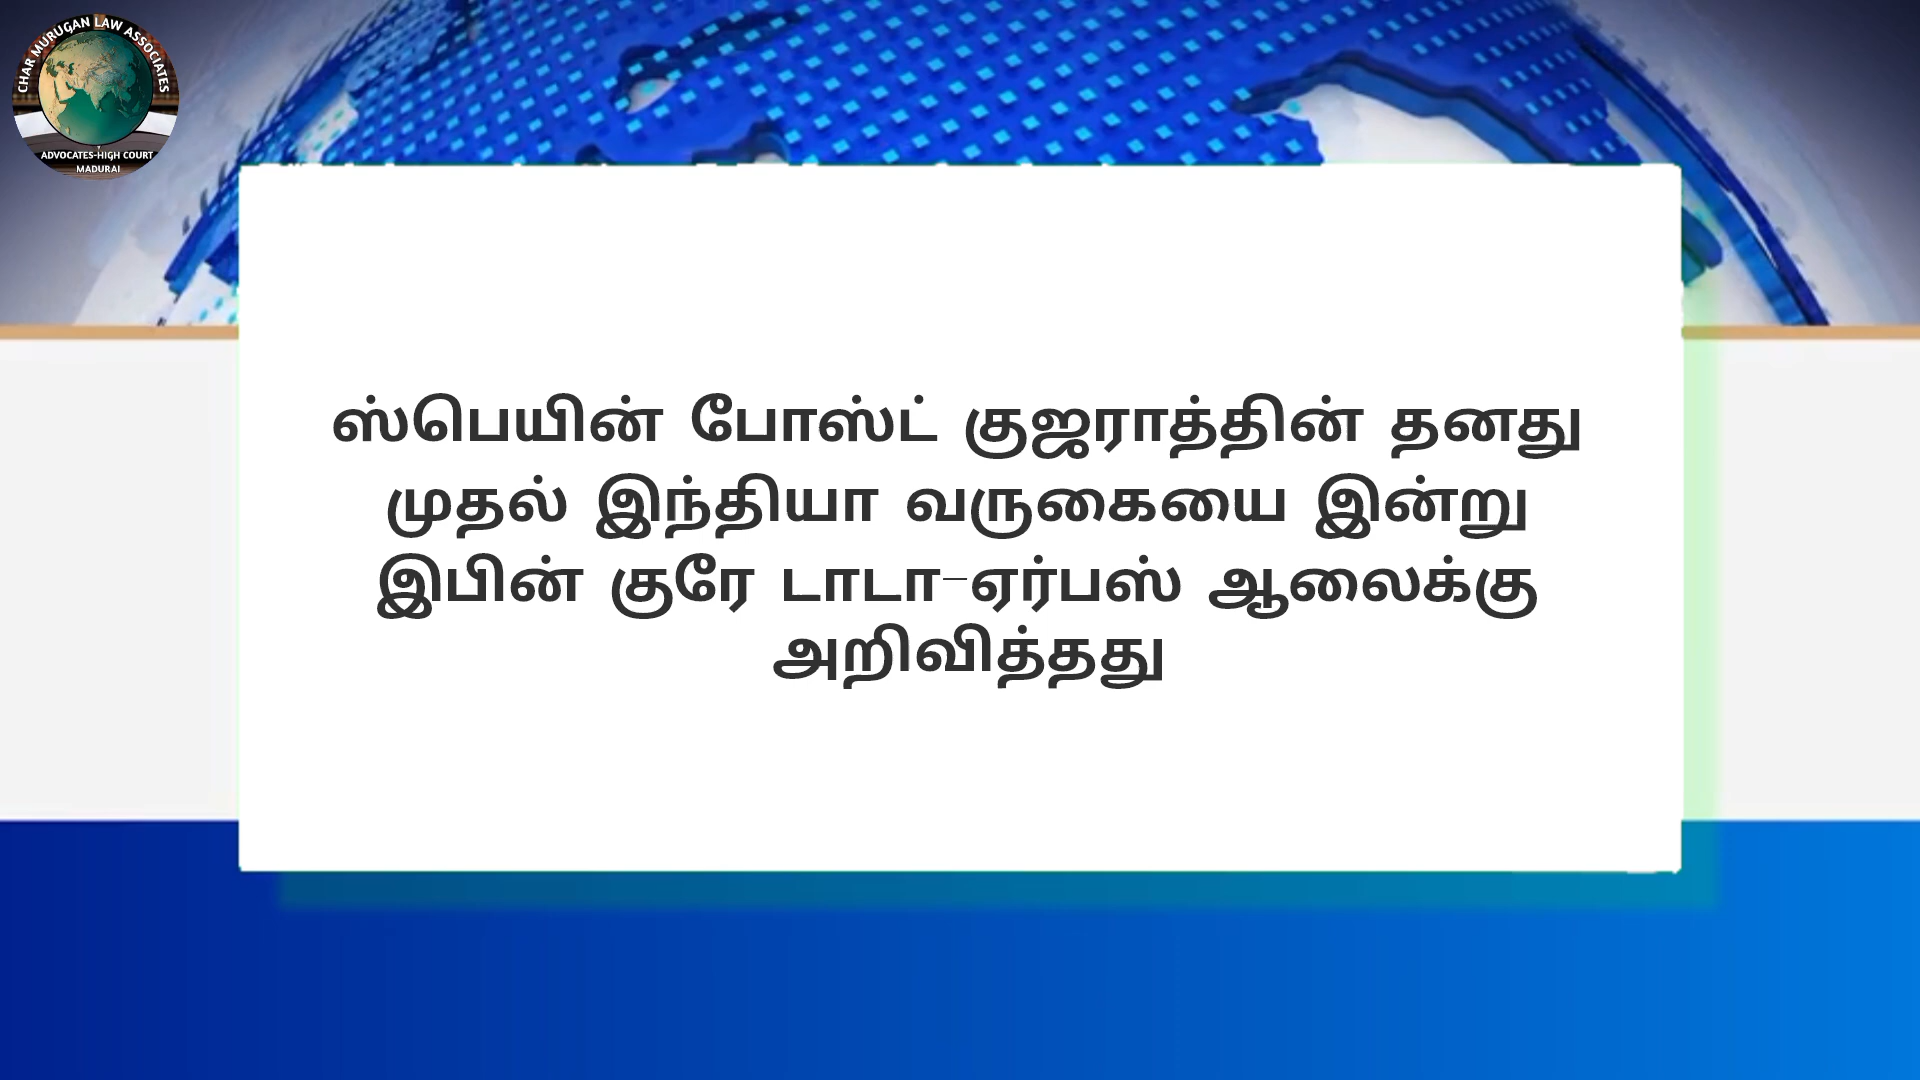 CHAR MURUGAN LAW ASSOCIATES
ADVOCATES-HIGH COURT
MADURAI
ஸ்பெயின் போஸ்ட் குஜராத்தின் தனது
முதல் இந்தியா வருகையை இன்று
இபின் குரே டாடா-ஏர்பஸ் ஆலைக்கு
அறிவித்தது